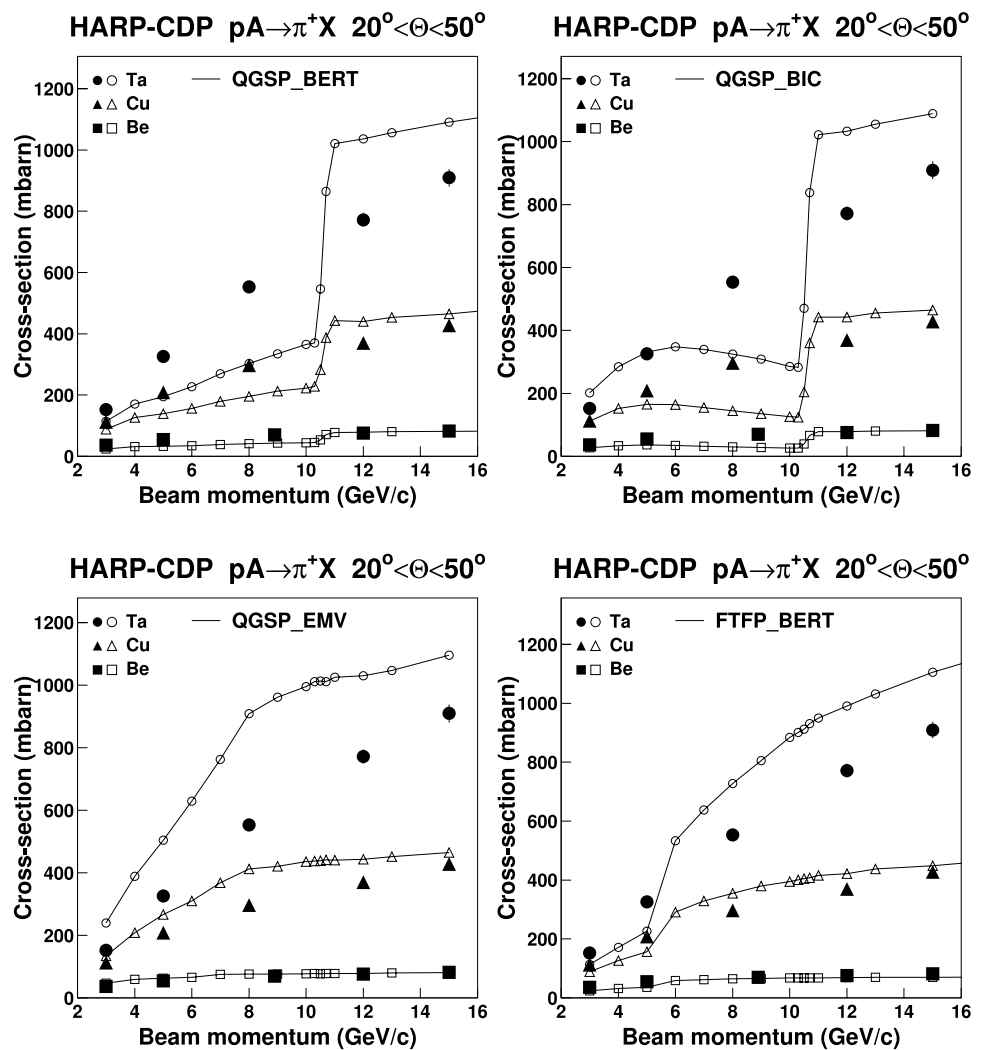 HARP-CDP pA→π⁺X 20°<Θ<50°
HARP-CDP pA→π⁺X 20°<Θ<50°
Cross-section (mbarn)
1200
1000
800
600
400
200
0
Ta
Cu
Be
QGSP_BERT
2 4 6 8 10 12 14 16
Beam momentum (GeV/c)
Cross-section (mbarn)
1200
1000
800
600
400
200
0
Ta
Cu
Be
QGSP_BIC
2 4 6 8 10 12 14 16
Beam momentum (GeV/c)
HARP-CDP pA→π⁺X 20°<Θ<50°
HARP-CDP pA→π⁺X 20°<Θ<50°
Cross-section (mbarn)
1200
1000
800
600
400
200
0
Ta
Cu
Be
QGSP_EMV
2 4 6 8 10 12 14 16
Beam momentum (GeV/c)
Cross-section (mbarn)
1200
1000
800
600
400
200
0
Ta
Cu
Be
FTFP_BERT
2 4 6 8 10 12 14 16
Beam momentum (GeV/c)